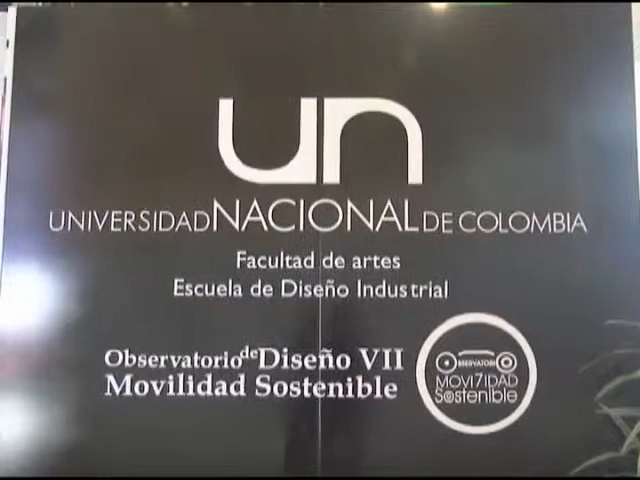 un
UNIVERSIDAD NACIONAL DE COLOMBIA
Facultad de artes
Escuela de Diseño Industrial
Observatorio de Diseño VII
Movilidad Sostenible
OBSERVATORIO
MOVI7IDAD
Sostenible